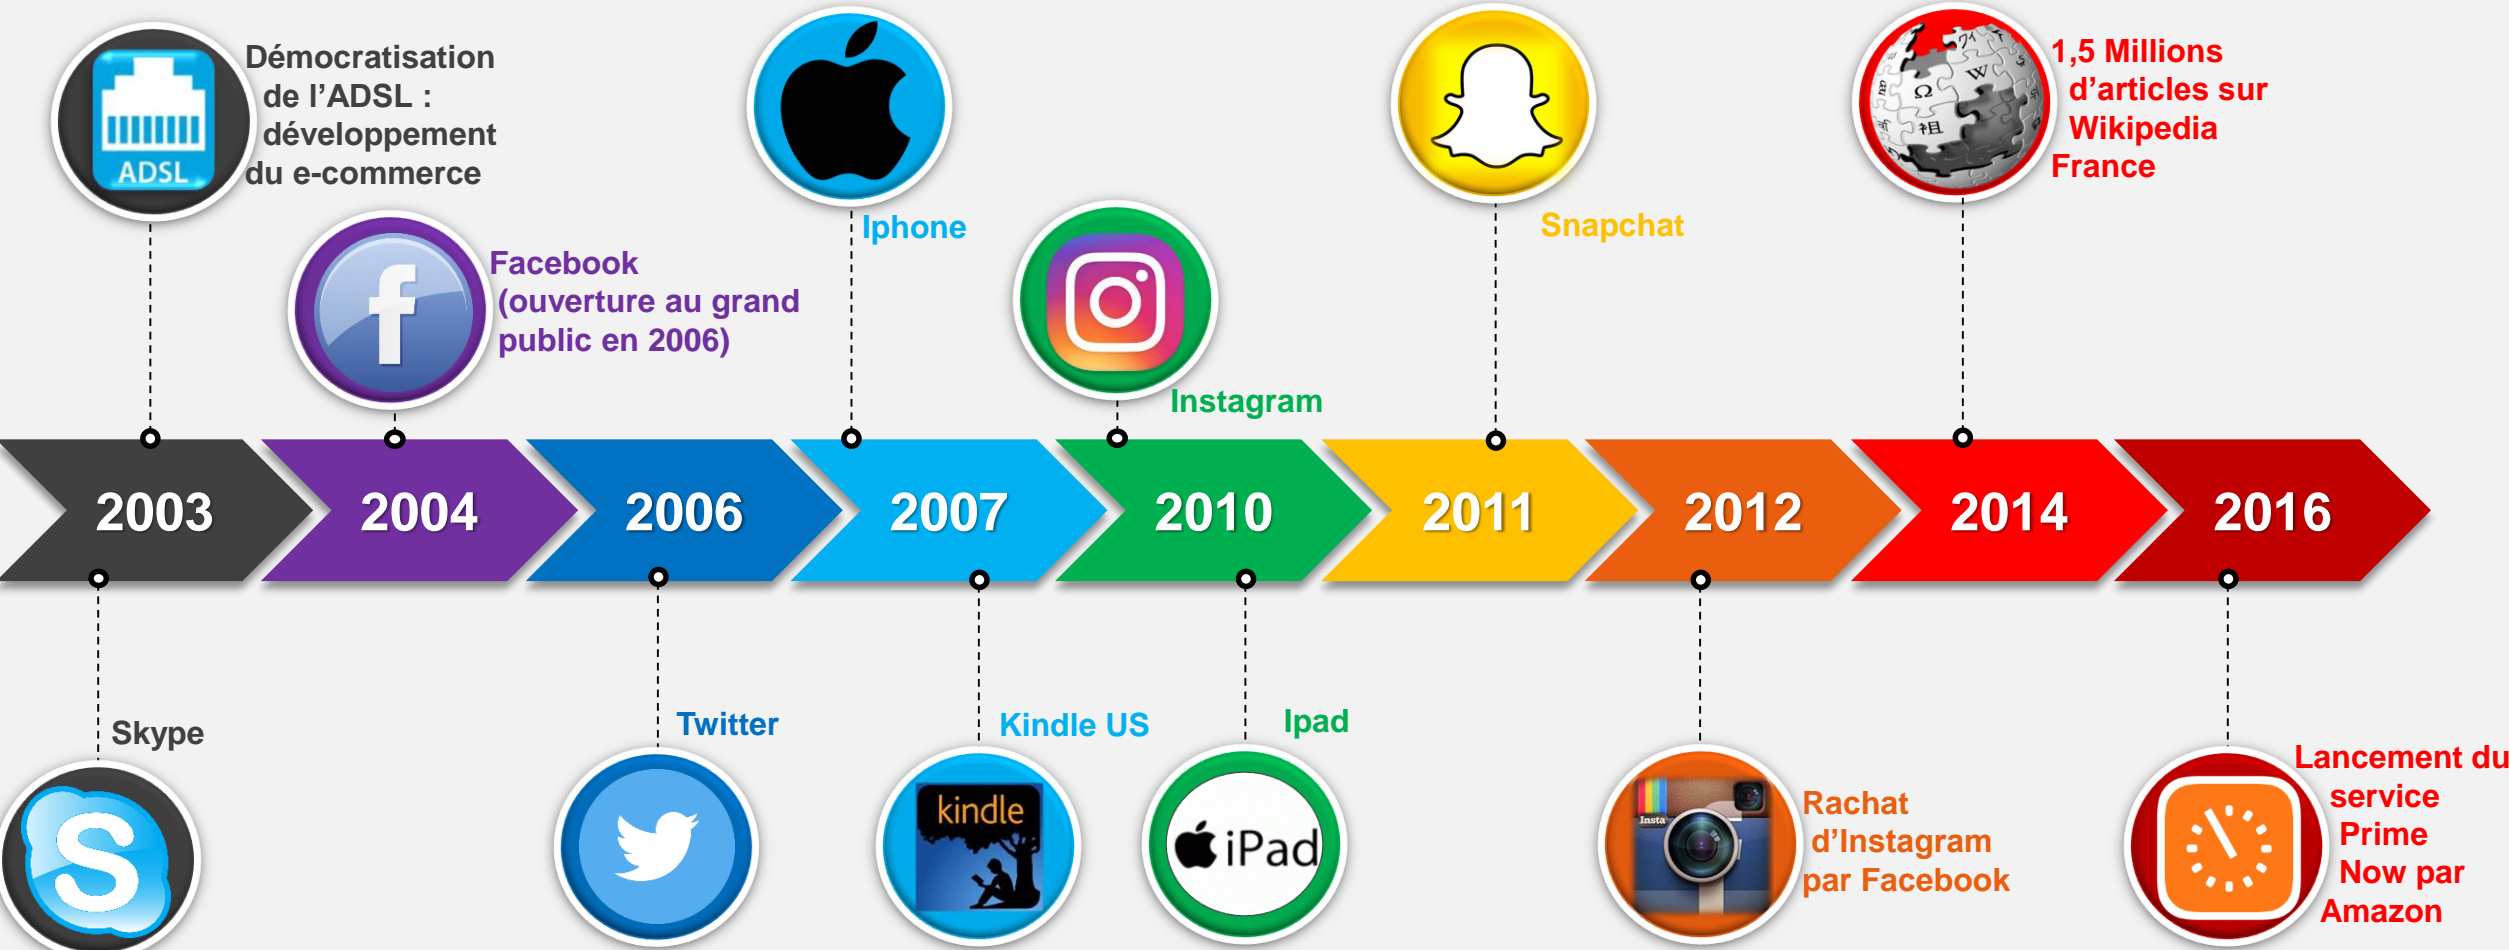 Démocratisation
de l’ADSL :
développement
du e-commerce
ADSL
Facebook
(ouverture au grand
public en 2006)
Iphone
Instagram
Snapchat
1,5 Millions
d’articles sur
Wikipedia
France
W
Ω
祖
2003
2004
2006
2007
2010
2011
2012
2014
2016
Skype
S
Twitter
Kindle US
kindle
Ipad
iPad
Insta
Rachat
d’Instagram
par Facebook
Lancement du
service
Prime
Now par
Amazon